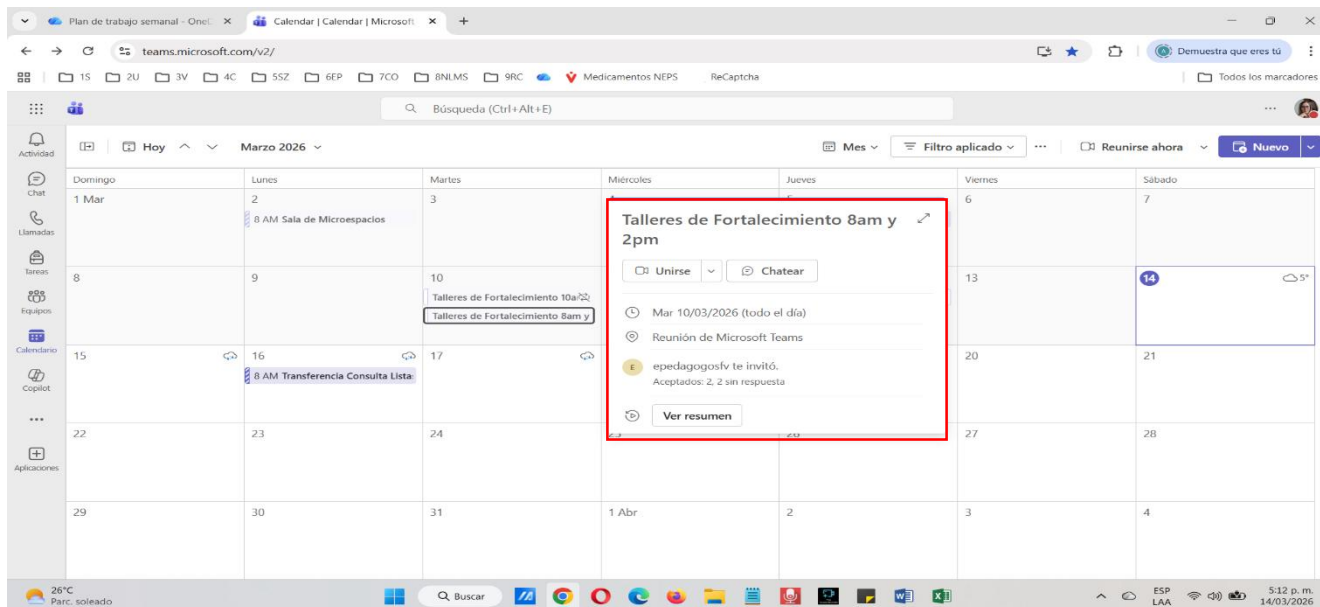 Plan de trabajo semanal - OneD
Calendar | Calendar | Microsoft
teams.microsoft.com/v2/
Demuestra que eres tú
1S 2U 3V 4C 5SZ 6EP 7CO 8NLMS 9RC Medicamentos NEPS ReCaptcha
Todos los marcadores
Búsqueda (Ctrl+Alt+E)
Actividad
Chat
Llamadas
Tareas
Equipos
Calendario
Copilot
Aplicaciones
Hoy Marzo 2026
Mes Filtro aplicado Reunirse ahora Nuevo
Domingo Lunes Martes Miércoles Jueves Viernes Sábado
1 Mar 2 3 6 7
8 AM Sala de Microespacios
Talleres de Fortalecimiento 8am y
2pm
Unirse Chatear
Mar 10/03/2026 (todo el día)
Reunión de Microsoft Teams
E
epedagogosfv te invitó.
Aceptados: 2, 2 sin respuesta
Ver resumen
8 9 10 13 14 5°
Talleres de Fortalecimiento 10a
Talleres de Fortalecimiento 8am y
15 16 17 20 21
8 AM Transferencia Consulta Lista:
22 23 24 27 28
29 30 31 1 Abr 2 3 4
26°C
Parc. soleado
Buscar
ESP
LAA
5:12 p. m.
14/03/2026